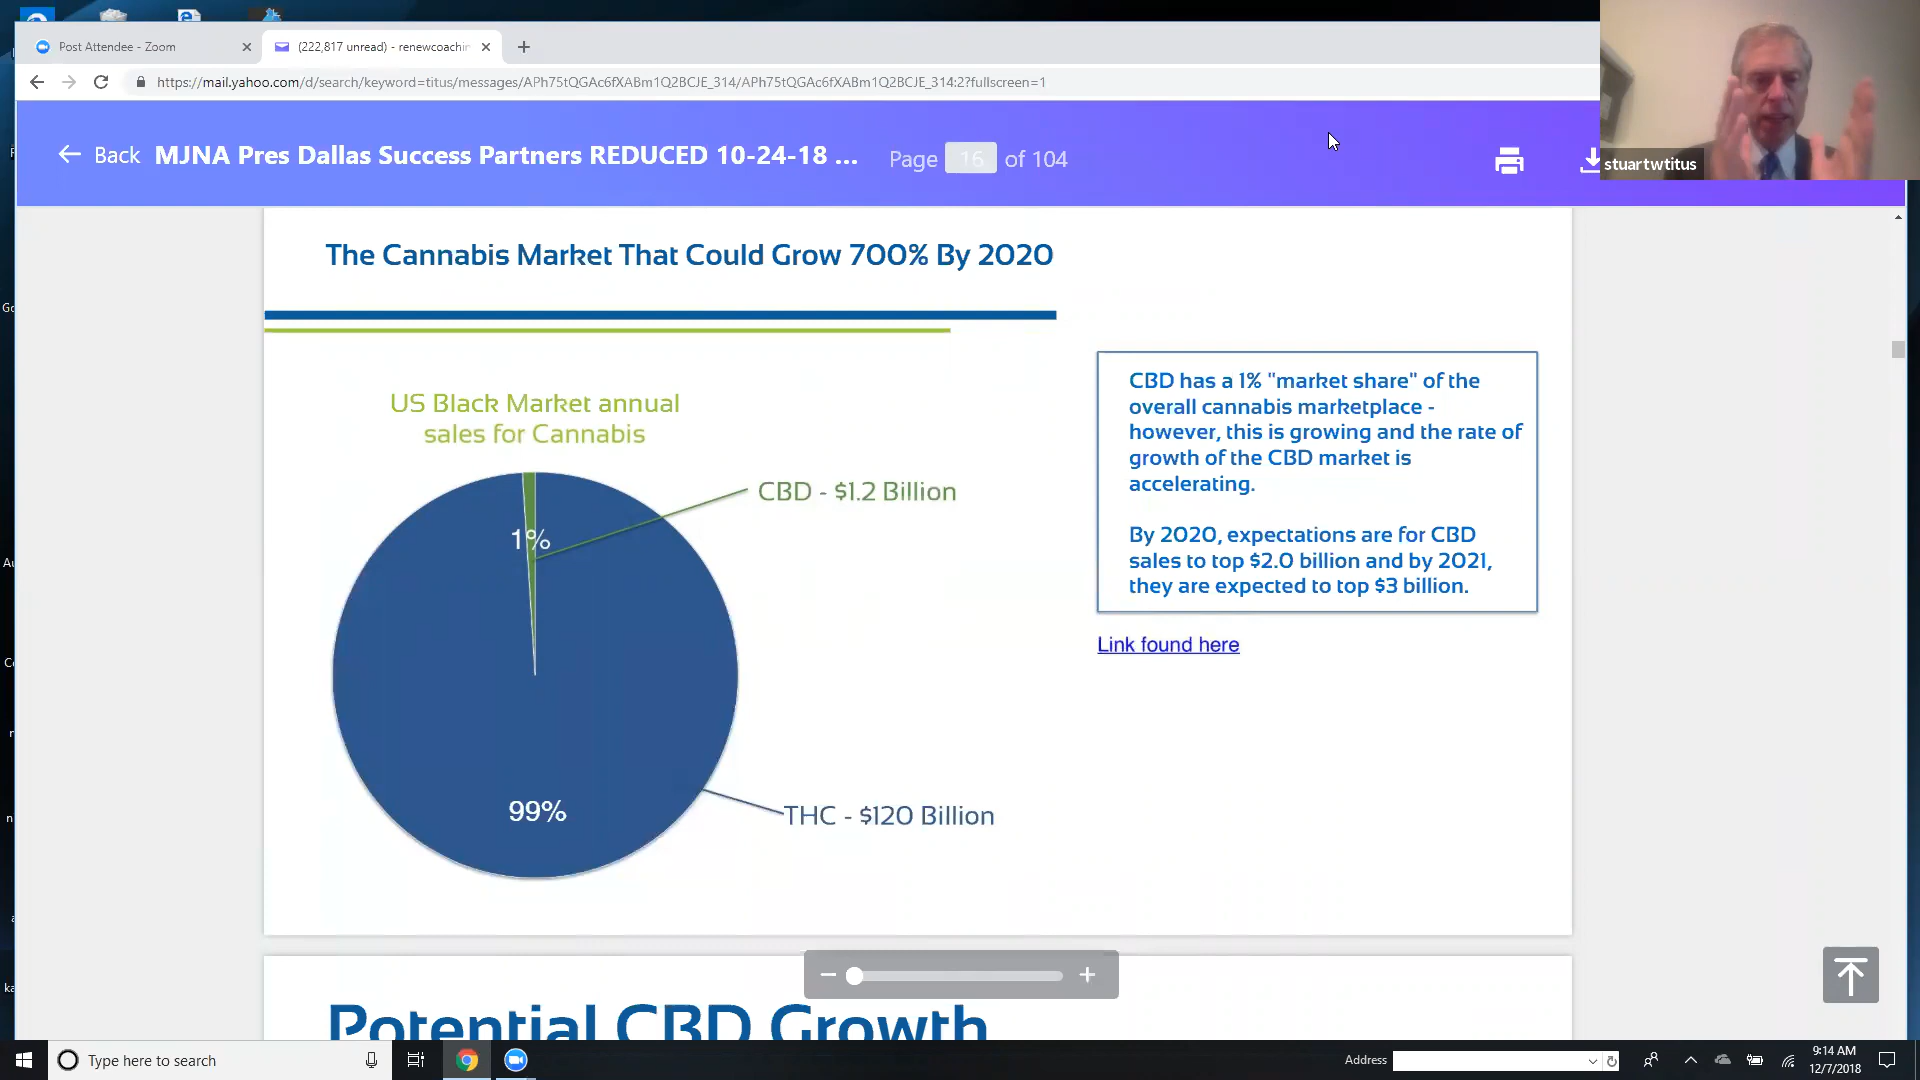 Post Attendee - Zoom
(222,817 unread) - renewcoachin
https://mail.yahoo.com/d/search/keyword=titus/messages/APh75tQGAc6fXABm1Q2BCJE_314/APh75tQGAc6fXABm1Q2BCJE_314:2?fullscreen=1
Back MJNA Pres Dallas Success Partners REDUCED 10-24-18 ... Page 16 of 104
stuartwtitus
The Cannabis Market That Could Grow 700% By 2020
US Black Market annual
sales for Cannabis
CBD - $1.2 Billion
1%
99%
THC - $120 Billion
CBD has a 1% "market share" of the
overall cannabis marketplace -
however, this is growing and the rate of
growth of the CBD market is
accelerating.
By 2020, expectations are for CBD
sales to top $2.0 billion and by 2021,
they are expected to top $3 billion.
Link found here
Potential CBD Growth
Type here to search
Address
9:14 AM
12/7/2018